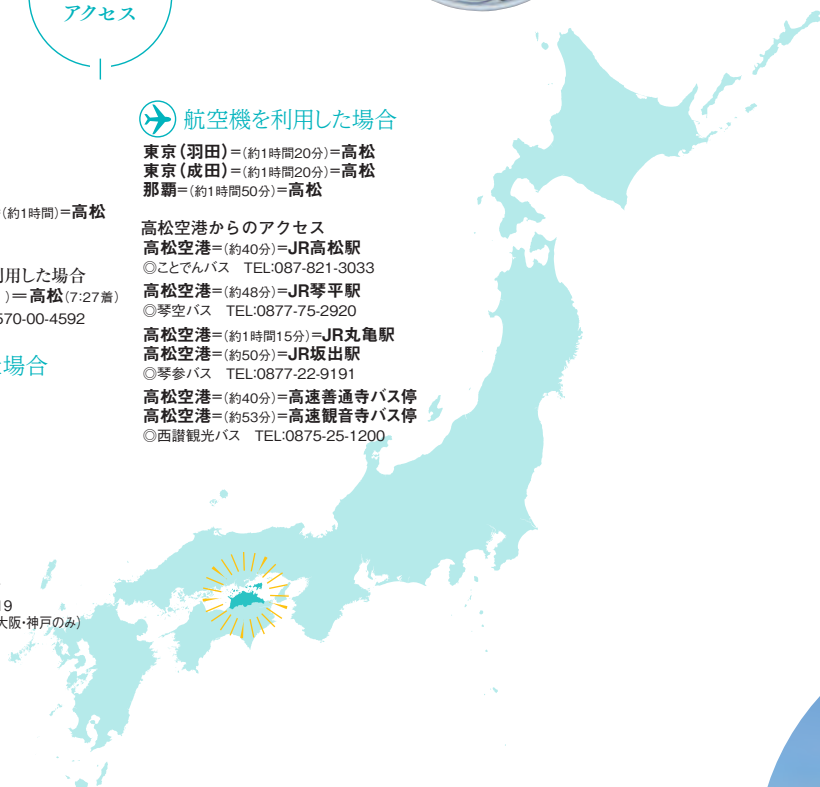 アクセス
航空機を利用した場合
東京(羽田)=(約1時間20分)=高松
東京(成田)=(約1時間20分)=高松
那覇=(約1時間50分)=高松
高松空港からのアクセス
高松空港=(約40分)=JR高松駅
◎ことでんバス TEL:087-821-3033
高松空港=(約48分)=JR琴平駅
◎琴空バス TEL:0877-75-2920
高松空港=(約1時間15分)=JR丸亀駅
高松空港=(約50分)=JR坂出駅
◎琴参バス TEL:0877-22-9191
高松空港=(約40分)=高速善通寺バス停
高松空港=(約53分)=高速観音寺バス停
◎西讃観光バス TEL:0875-25-1200
(約1時間)=高松
用した場合
)=高松(7:27着)
570-00-4592
場合
19
大阪・神戸のみ)